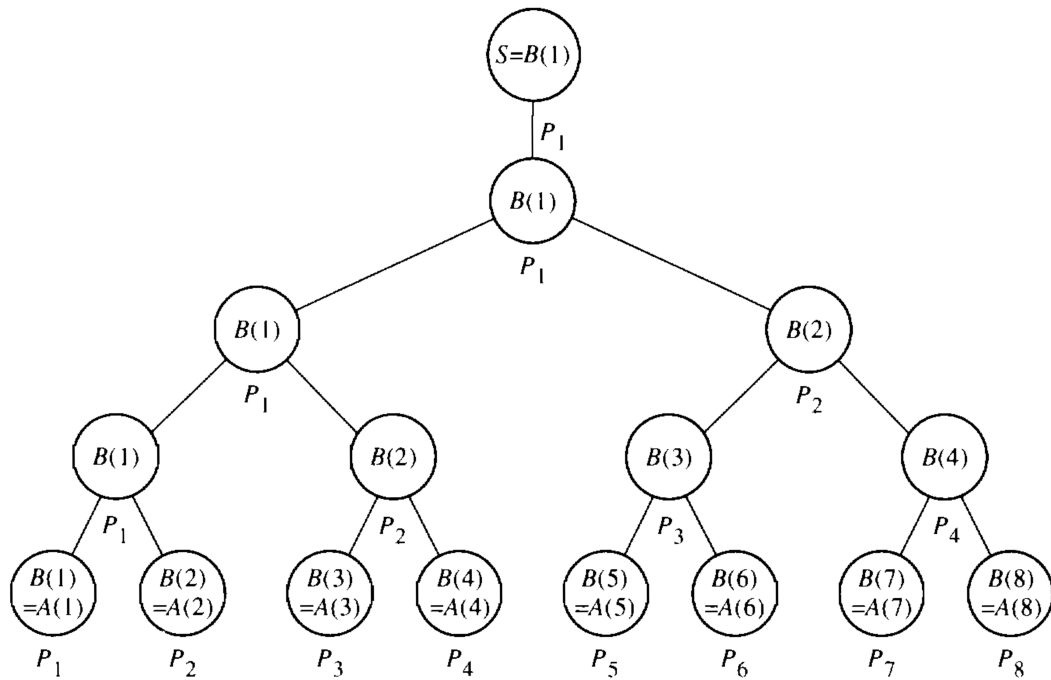 S=B(1)
P1
B(1)
P1
B(1) B(2)
P1 P2
B(1) B(2) B(3) B(4)
P1 P2 P3 P4
B(1) B(2) B(3) B(4) B(5) B(6) B(7) B(8)
=A(1) =A(2) =A(3) =A(4) =A(5) =A(6) =A(7) =A(8)
P1 P2 P3 P4 P5 P6 P7 P8